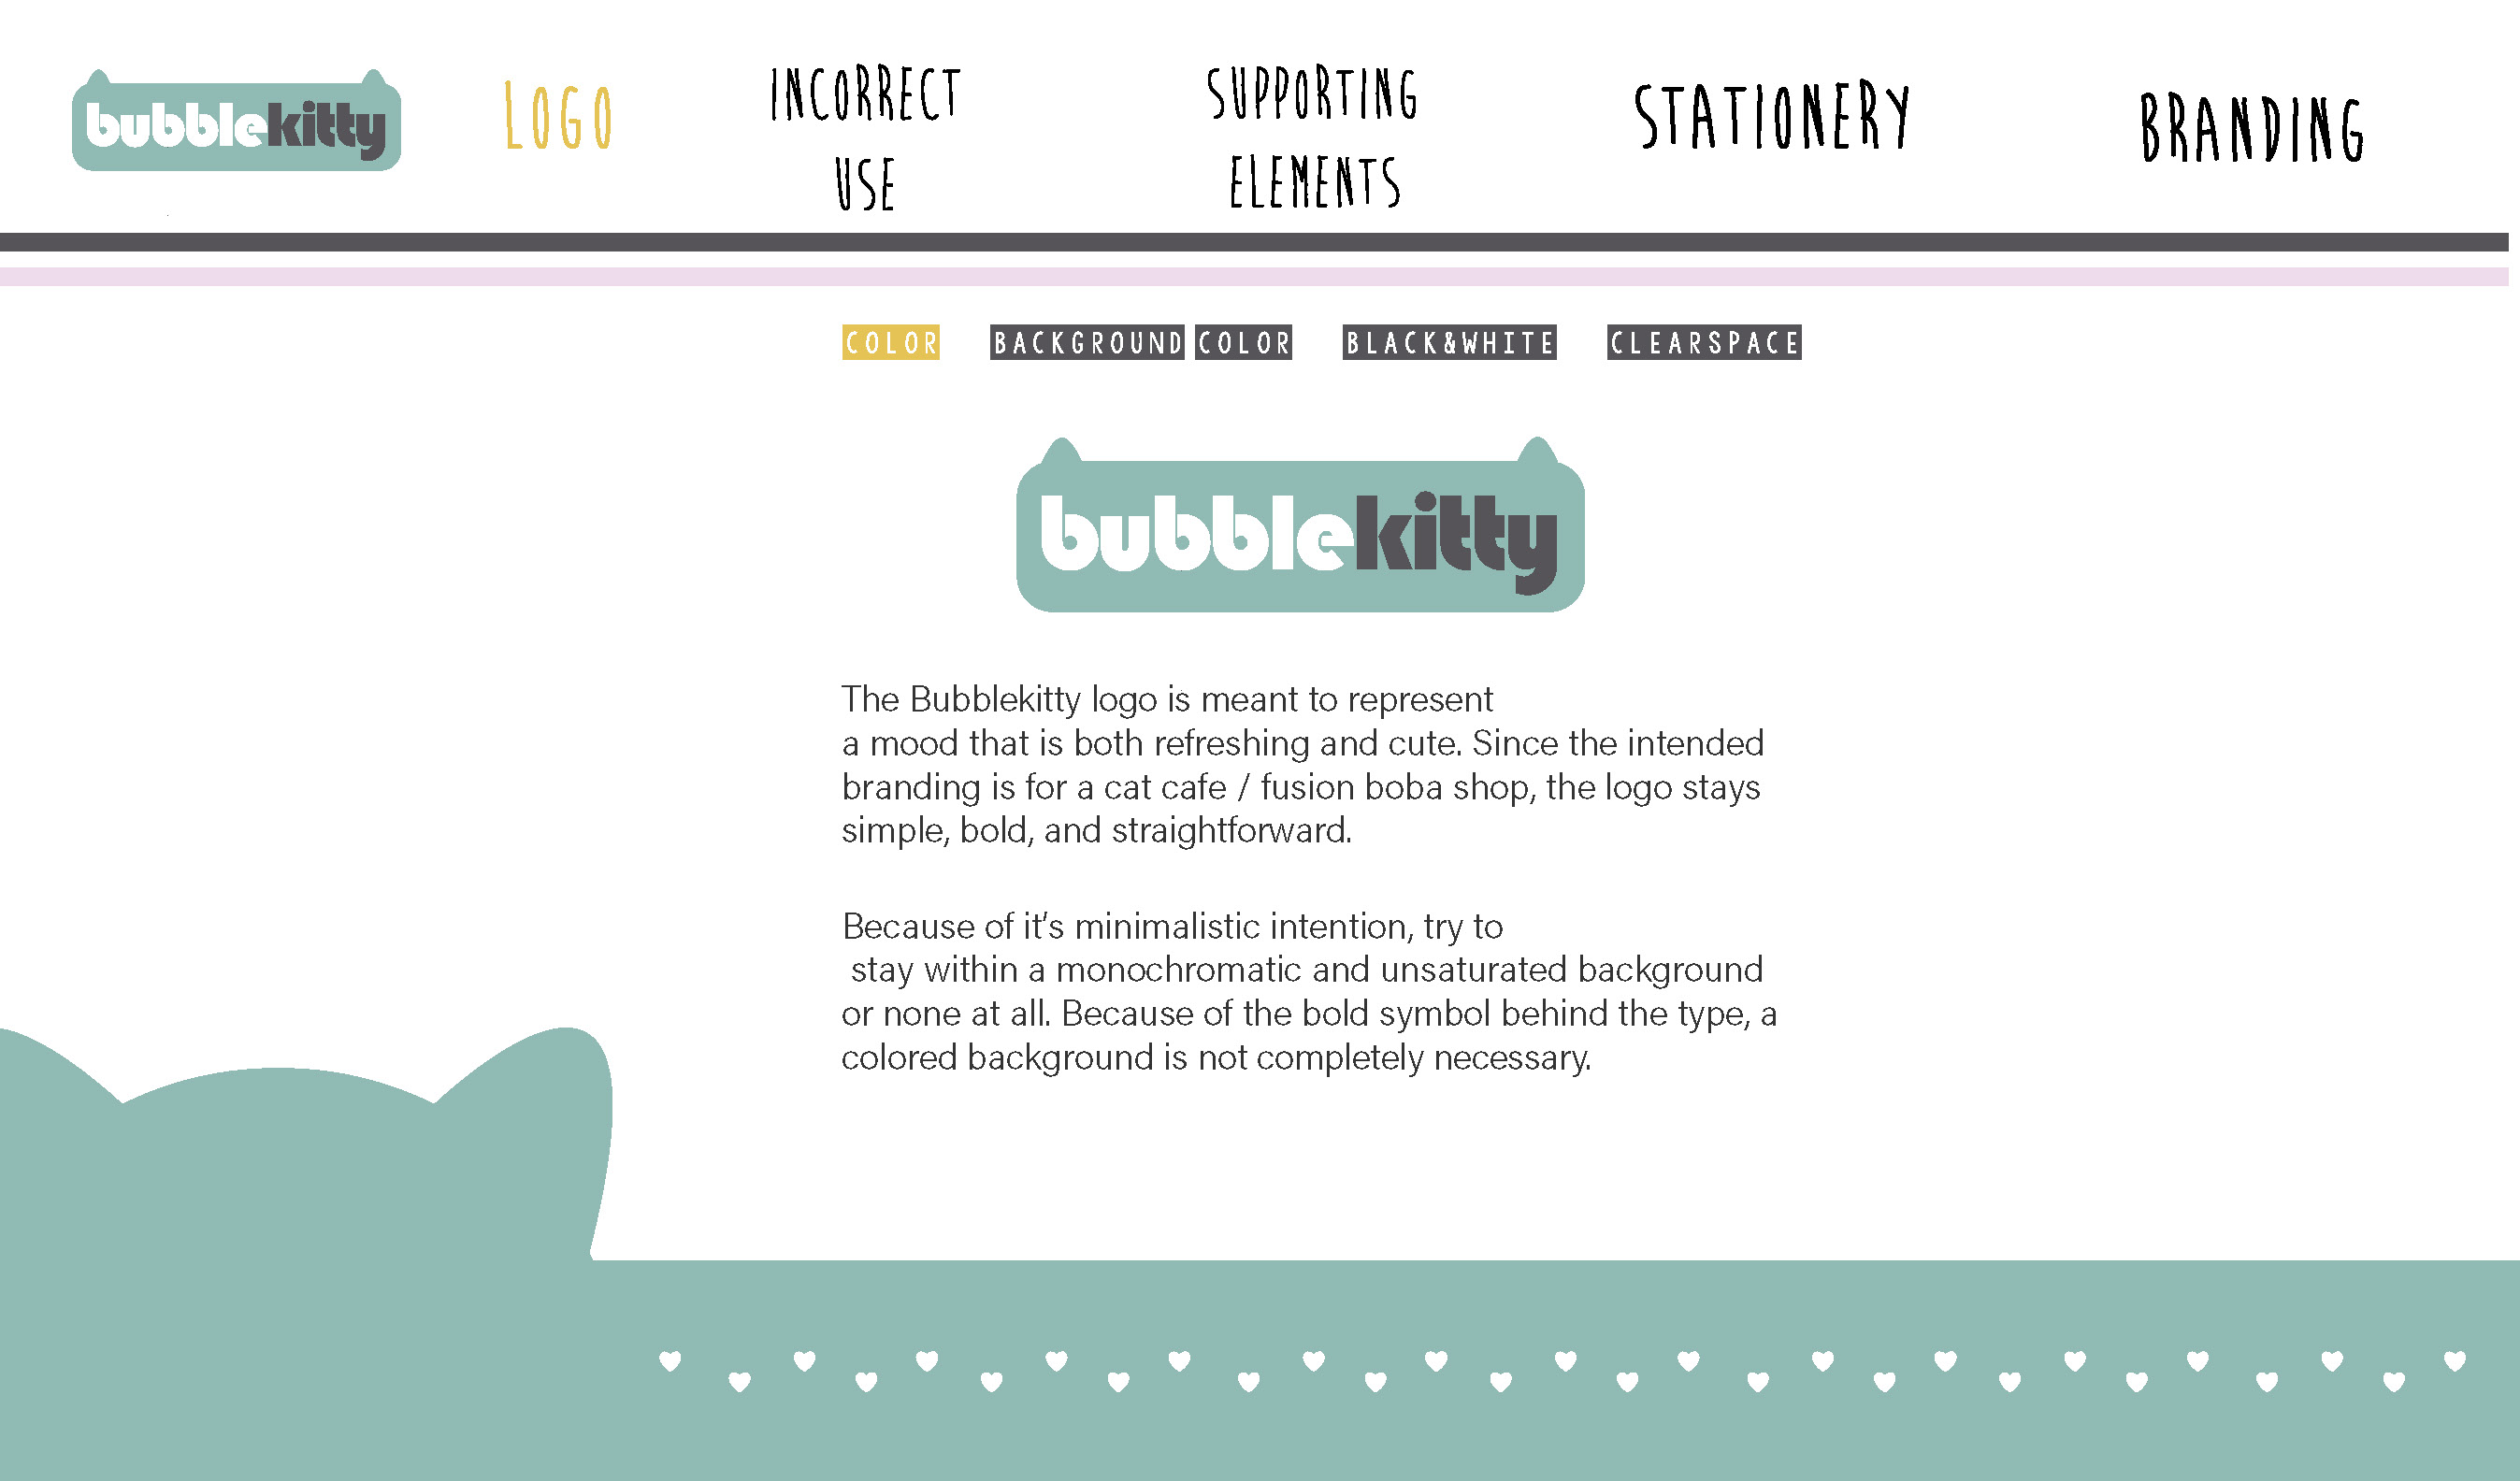 bubblekitty
LOGO
INCORRECT
USE
SUPPORTING
ELEMENTS
STATIONERY
BRANDING
COLOR BACKGROUND COLOR BLACK&WHITE CLEARSPACE
bubblekitty
The Bubblekitty logo is meant to represent
a mood that is both refreshing and cute. Since the intended
branding is for a cat cafe / fusion boba shop, the logo stays
simple, bold, and straightforward.
Because of it's minimalistic intention, try to
stay within a monochromatic and unsaturated background
or none at all. Because of the bold symbol behind the type, a
colored background is not completely necessary.